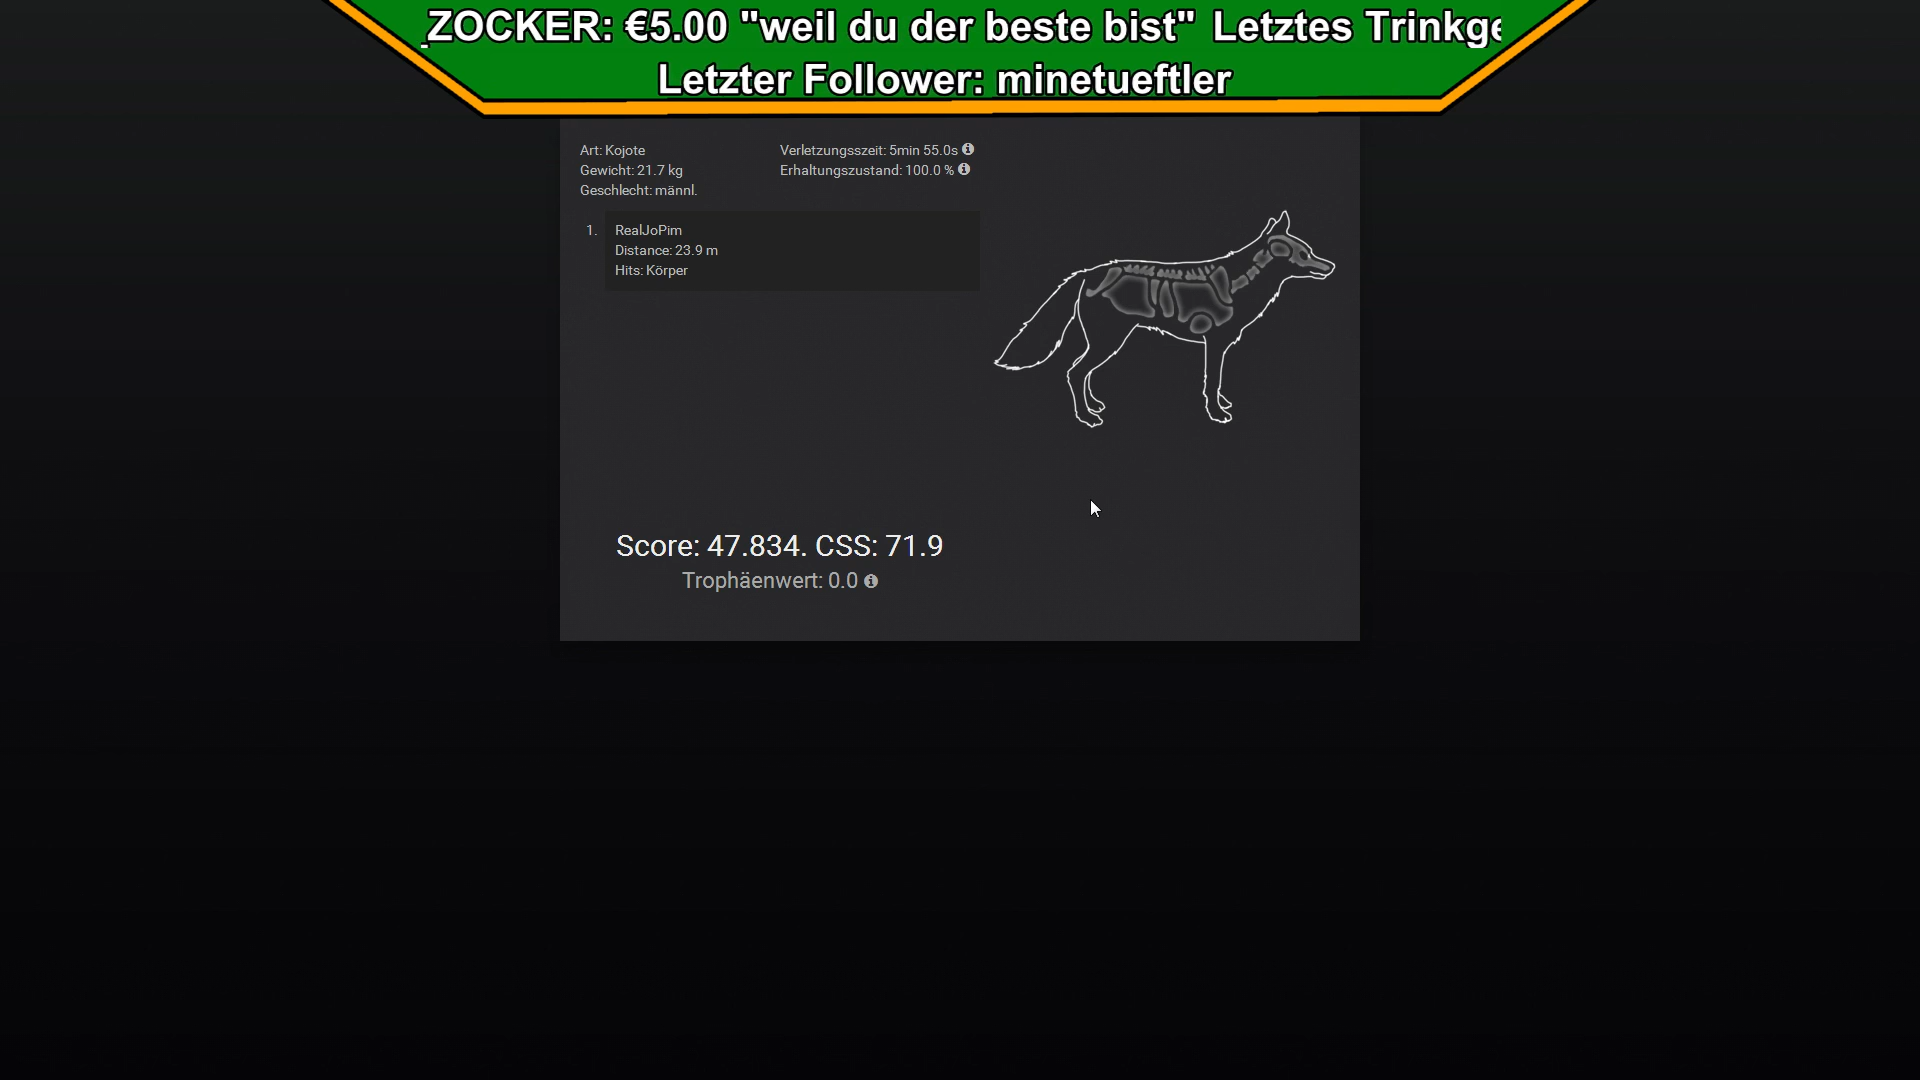 ZOCKER: €5.00 "weil du der beste bist" Letztes
Letzter Follower: minetueftler
Art: Kojote
Gewicht: 21.7 kg
Geschlecht: männl.
Verletzungsszeit: 5min 55.0s
Erhaltungszustand: 100.0 %
1.
RealJoPim
Distance: 23.9 m
Hits: Körper
Score: 47.834. CSS: 71.9
Trophäenwert: 0.0